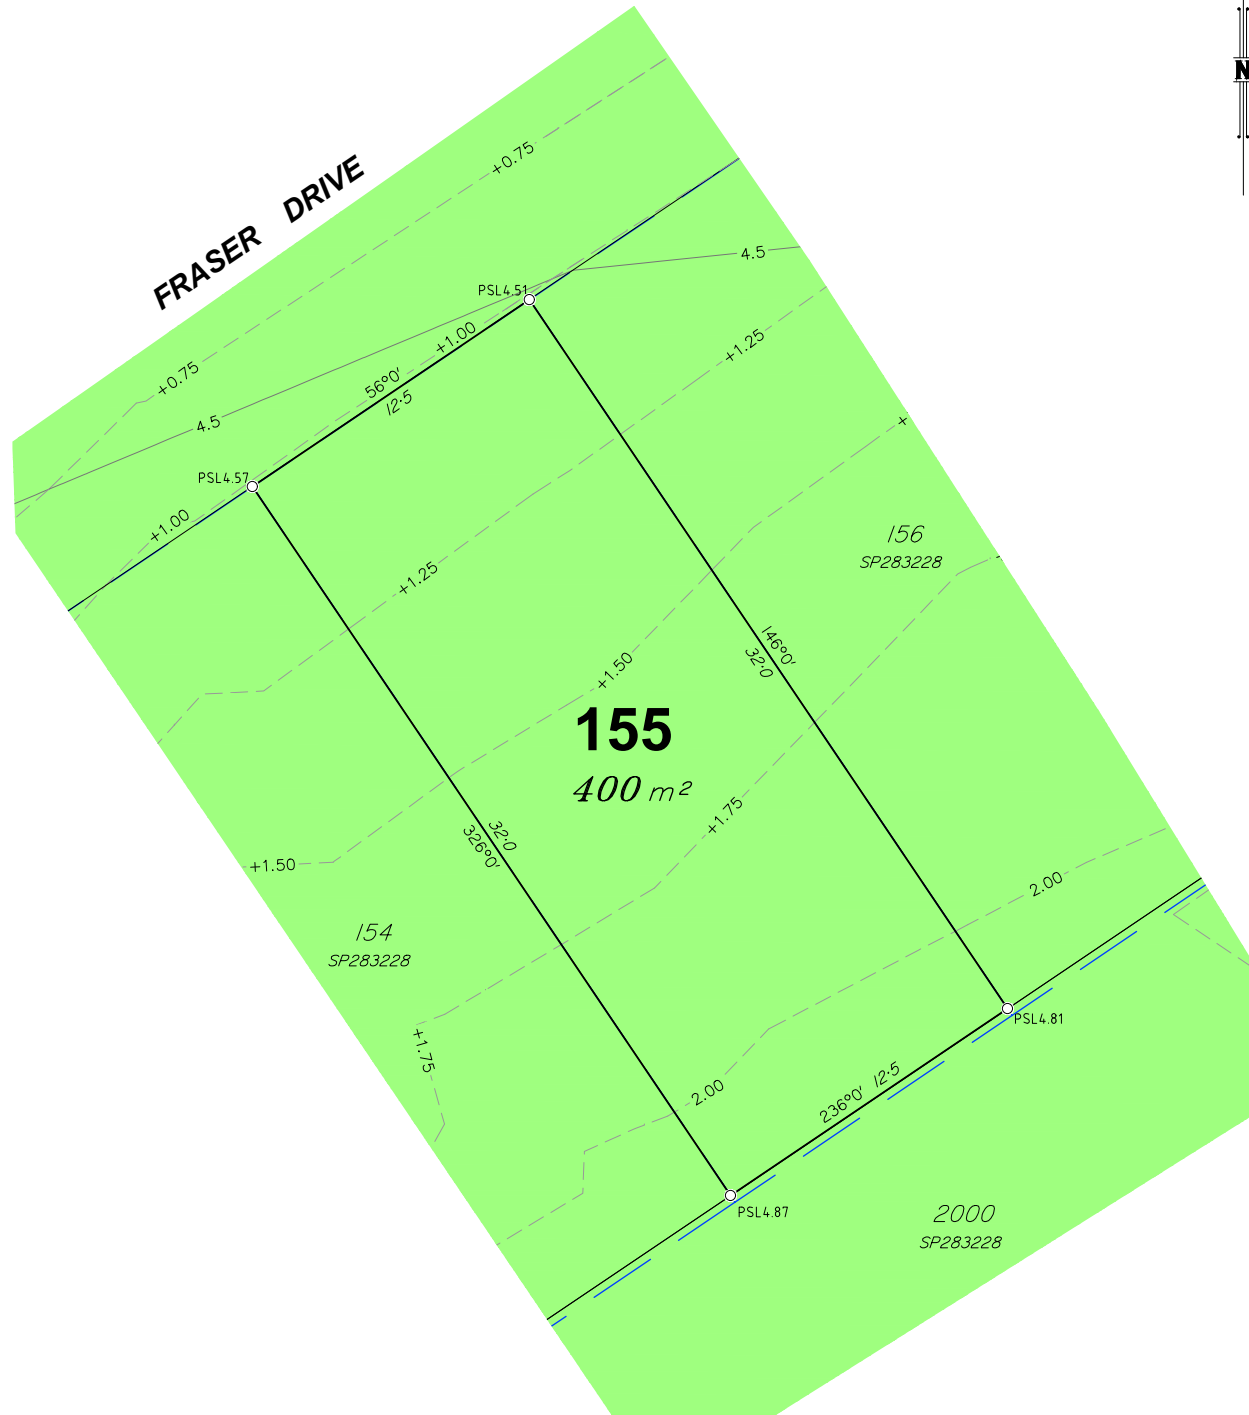 N
FRASER DRIVE
+0.75
+0.75
4.5
4.5
PSL4.51
+1.00
56°0'
12·5
+1.25
PSL4.57
+1.00
+1.25
+
156
SP283228
146°0'
32·0
+1.50
155
400 m²
+1.75
32·0
326°0'
+1.50
2.00
154
SP283228
PSL4.81
+1.75
2.00
236°0' 12·5
PSL4.87
2000
SP283228